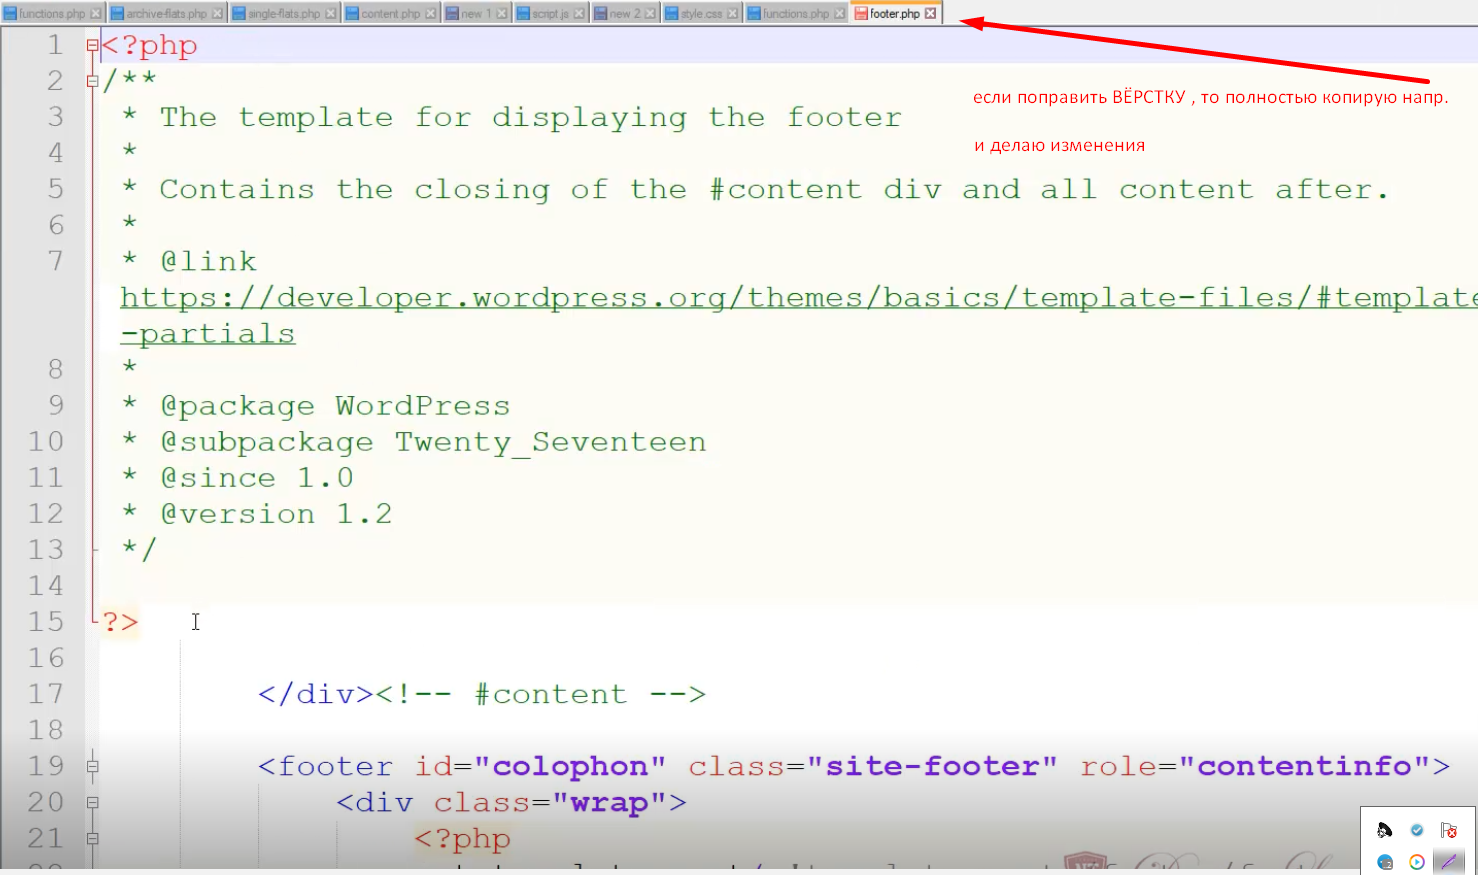 functions.php archive-flats.php single-flats.php content.php new 1 script.js new 2 style.css functions.php footer.php
если поправить ВЁРСТКУ , то полностью копирую напр.
и делаю изменения
1 <?php
2 /**
3 * The template for displaying the footer
4 *
5 * Contains the closing of the #content div and all content after.
6 *
7 * @link
https://developer.wordpress.org/themes/basics/template-files/#template
-partials
8 *
9 * @package WordPress
10 * @subpackage Twenty_Seventeen
11 * @since 1.0
12 * @version 1.2
13 */
14
15 ?>
16
17 </div><!-- #content -->
18
19 <footer id="colophon" class="site-footer" role="contentinfo">
20 <div class="wrap">
21 <?php